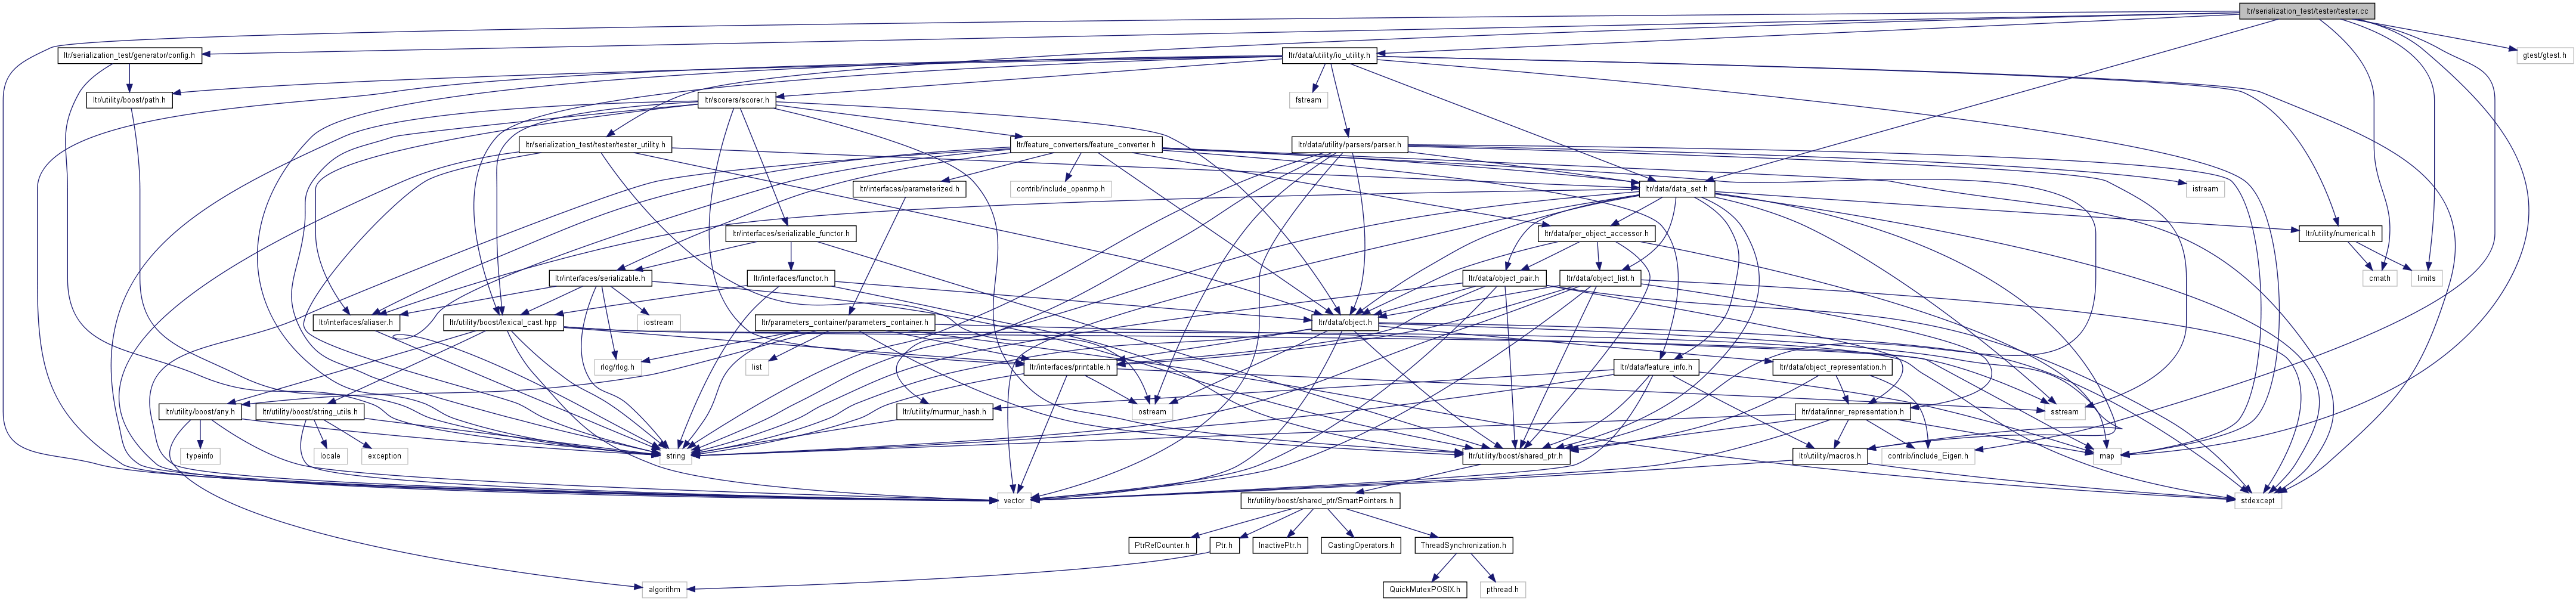 ltr/serialization_test/tester/tester.cc
ltr/serialization_test/generator/config.h
ltr/data/utility/io_utility.h
gtest/gtest.h
ltr/utility/boost/path.h
ltr/scorers/scorer.h
fstream
ltr/serialization_test/tester/tester_utility.h
ltr/feature_converters/feature_converter.h
ltr/data/utility/parsers/parser.h
ltr/interfaces/parameterized.h
contrib/include_openmp.h
ltr/data/data_set.h
istream
ltr/interfaces/serializable_functor.h
ltr/data/per_object_accessor.h
ltr/utility/numerical.h
ltr/interfaces/serializable.h
ltr/interfaces/functor.h
ltr/data/object_pair.h
ltr/data/object_list.h
cmath
limits
ltr/interfaces/aliaser.h
ltr/utility/boost/lexical_cast.hpp
iostream
ltr/parameters_container/parameters_container.h
ltr/data/object.h
rlog/rlog.h
list
ltr/interfaces/printable.h
ltr/data/feature_info.h
ltr/data/object_representation.h
ltr/utility/boost/any.h
ltr/utility/boost/string_utils.h
ltr/utility/murmur_hash.h
ostream
ltr/data/inner_representation.h
sstream
typeinfo
locale
exception
string
ltr/utility/boost/shared_ptr.h
ltr/utility/macros.h
contrib/include_Eigen.h
map
vector
ltr/utility/boost/shared_ptr/SmartPointers.h
stdexcept
PtrRefCounter.h
Ptr.h
InactivePtr.h
CastingOperators.h
ThreadSynchronization.h
algorithm
QuickMutexPOSIX.h
pthread.h